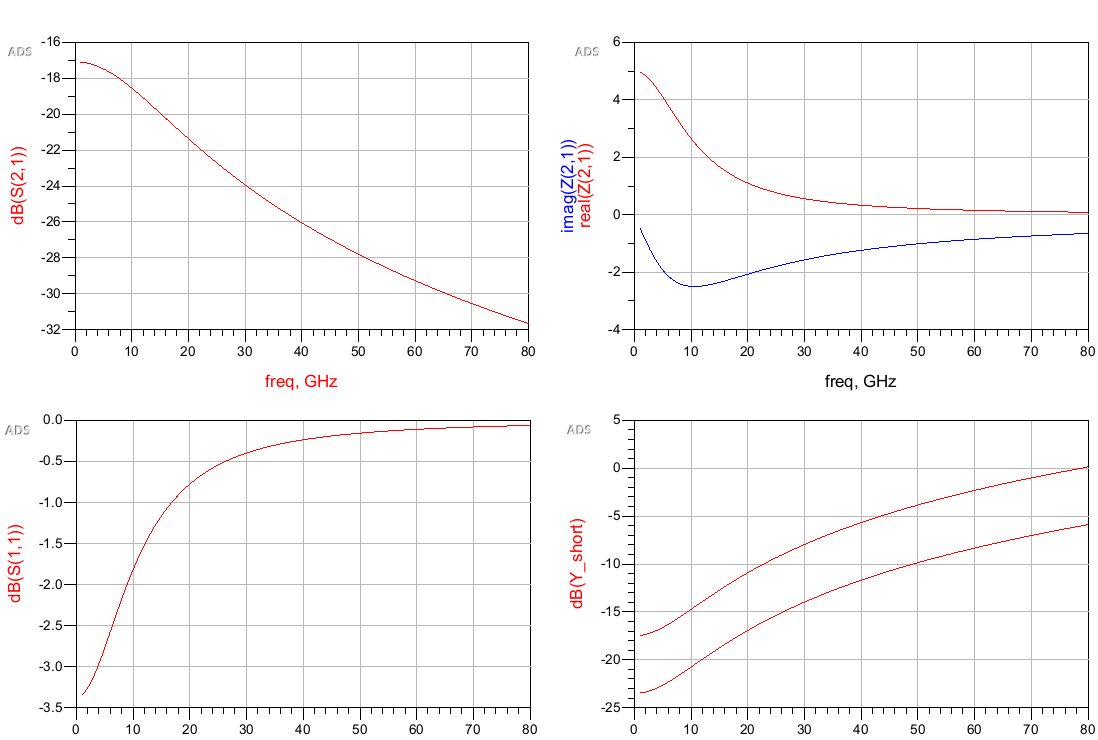 ADS
-16
-18
-20
-22
-24
-26
-28
-30
-32
dB(S(2,1))
0 10 20 30 40 50 60 70 80
freq, GHz
ADS
6
4
2
0
-2
-4
imag(Z(2,1))
real(Z(2,1))
0 10 20 30 40 50 60 70 80
freq, GHz
ADS
0.0
-0.5
-1.0
-1.5
-2.0
-2.5
-3.0
-3.5
dB(S(1,1))
0 10 20 30 40 50 60 70 80
ADS
5
0
-5
-10
-15
-20
-25
dB(Y_short)
0 10 20 30 40 50 60 70 80